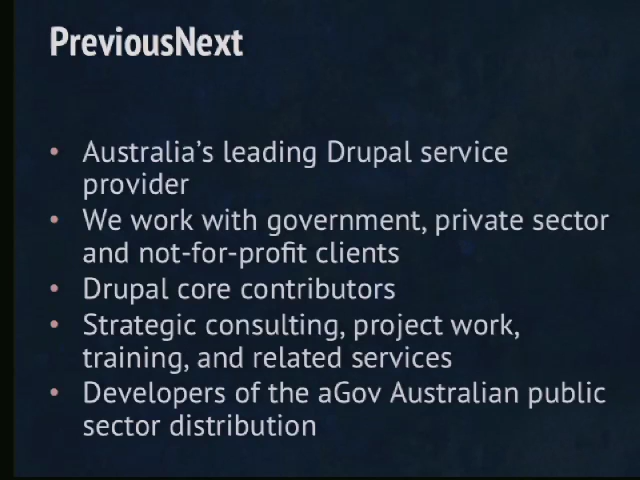 PreviousNext
• Australia's leading Drupal service
provider
• We work with government, private sector
and not-for-profit clients
• Drupal core contributors
• Strategic consulting, project work,
training, and related services
• Developers of the aGov Australian public
sector distribution